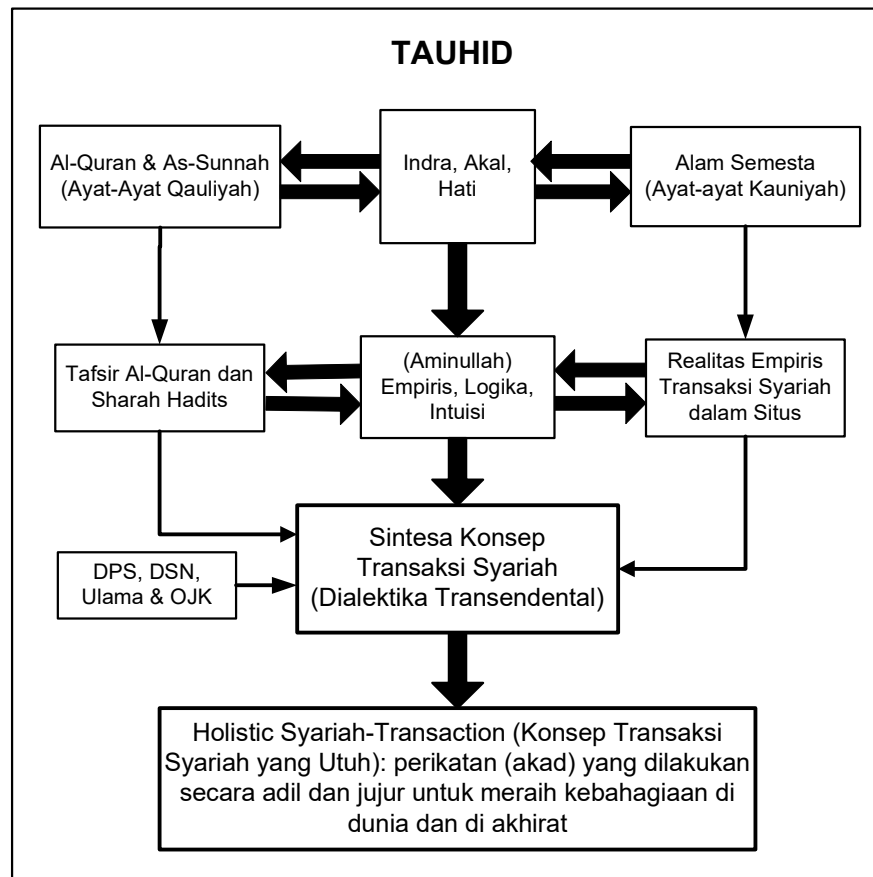 TAUHID
Al-Quran & As-Sunnah
(Ayat-Ayat Qauliyah)
Indra, Akal,
Hati
Alam Semesta
(Ayat-ayat Kauniyah)
Tafsir Al-Quran dan
Sharah Hadits
(Aminullah)
Empiris, Logika,
Intuisi
Realitas Empiris
Transaksi Syariah
dalam Situs
DPS, DSN,
Ulama & OJK
Sintesa Konsep
Transaksi Syariah
(Dialektika Transendental)
Holistic Syariah-Transaction (Konsep Transaksi
Syariah yang Utuh): perikatan (akad) yang dilakukan
secara adil dan jujur untuk meraih kebahagiaan di
dunia dan di akhirat